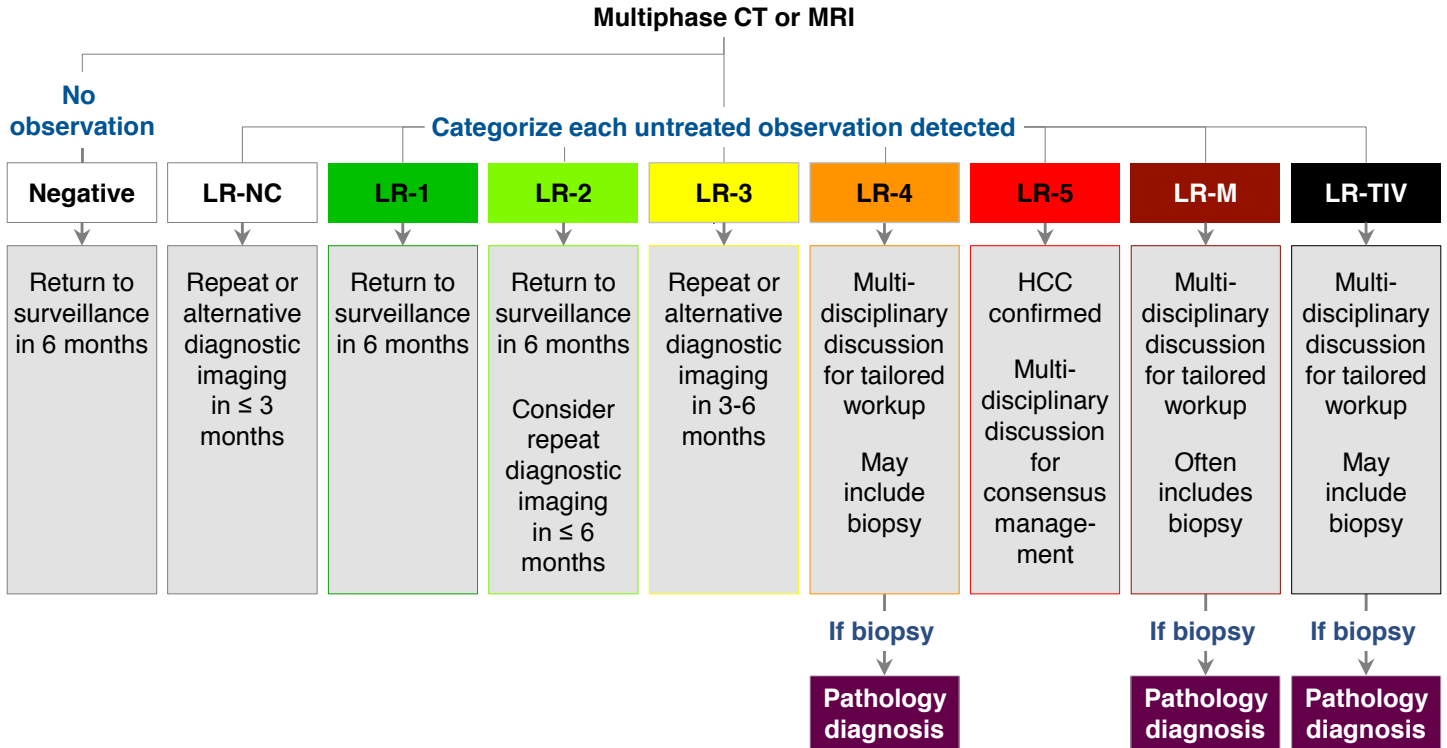 Multiphase CT or MRI
No
observation
Categorize each untreated observation detected
Negative
LR-NC
LR-1
LR-2
LR-3
LR-4
LR-5
LR-M
LR-TIV
Return to
surveillance
in 6 months
Repeat or
alternative
diagnostic
imaging
in ≤ 3
months
Return to
surveillance
in 6 months
Return to
surveillance
in 6 months
Consider
repeat
diagnostic
imaging
in ≤ 6
months
Repeat or
alternative
diagnostic
imaging
in 3-6
months
Multi-
disciplinary
discussion
for tailored
workup
May
include
biopsy
HCC
confirmed
Multi-
disciplinary
discussion
for
consensus
manage-
ment
Multi-
disciplinary
discussion
for tailored
workup
Often
includes
biopsy
Multi-
disciplinary
discussion
for tailored
workup
May
include
biopsy
If biopsy
If biopsy
If biopsy
Pathology
diagnosis
Pathology
diagnosis
Pathology
diagnosis